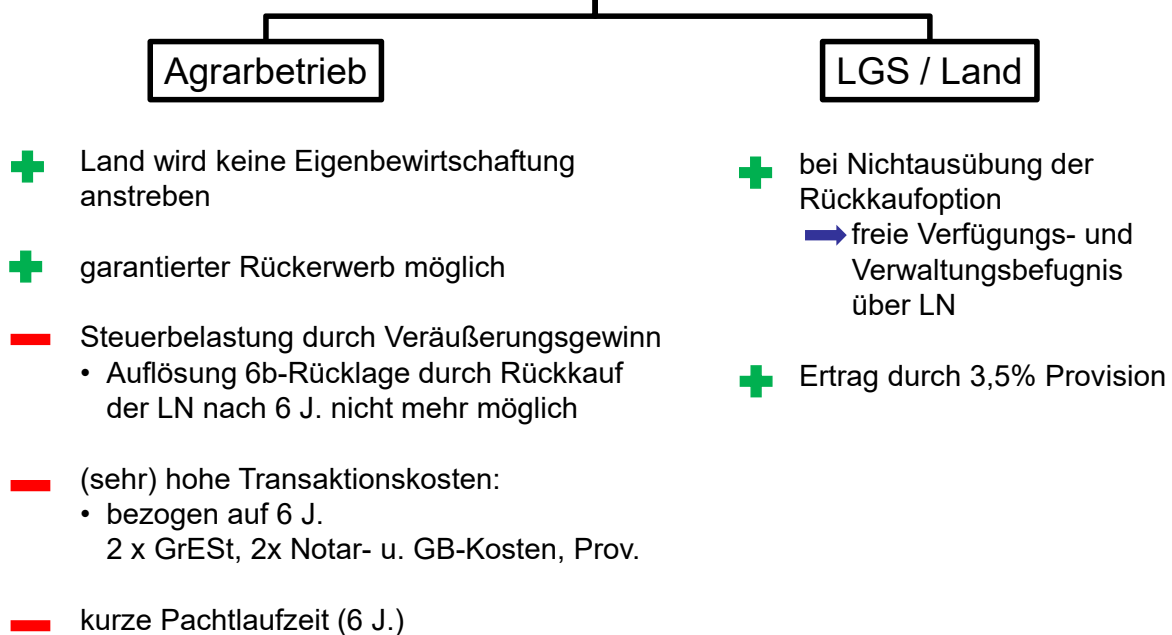 Agrarbetrieb
Land wird keine Eigenbewirtschaftung
anstreben
garantierter Rückerwerb möglich
Steuerbelastung durch Veräußerungsgewinn
• Auflösung 6b-Rücklage durch Rückkauf
der LN nach 6 J. nicht mehr möglich
(sehr) hohe Transaktionskosten:
• bezogen auf 6 J.
2 x GrESt, 2x Notar- u. GB-Kosten, Prov.
kurze Pachtlaufzeit (6 J.)
LGS / Land
bei Nichtausübung der
Rückkaufoption
freie Verfügungs- und
Verwaltungsbefugnis
über LN
Ertrag durch 3,5% Provision